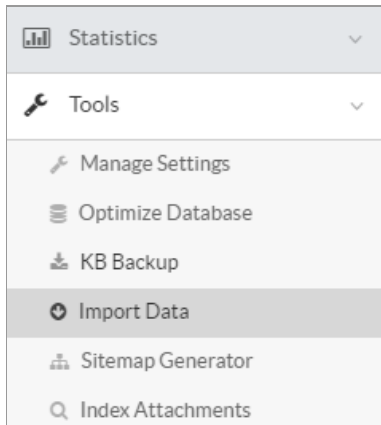 Statistics
Tools
Manage Settings
Optimize Database
KB Backup
Import Data
Sitemap Generator
Index Attachments